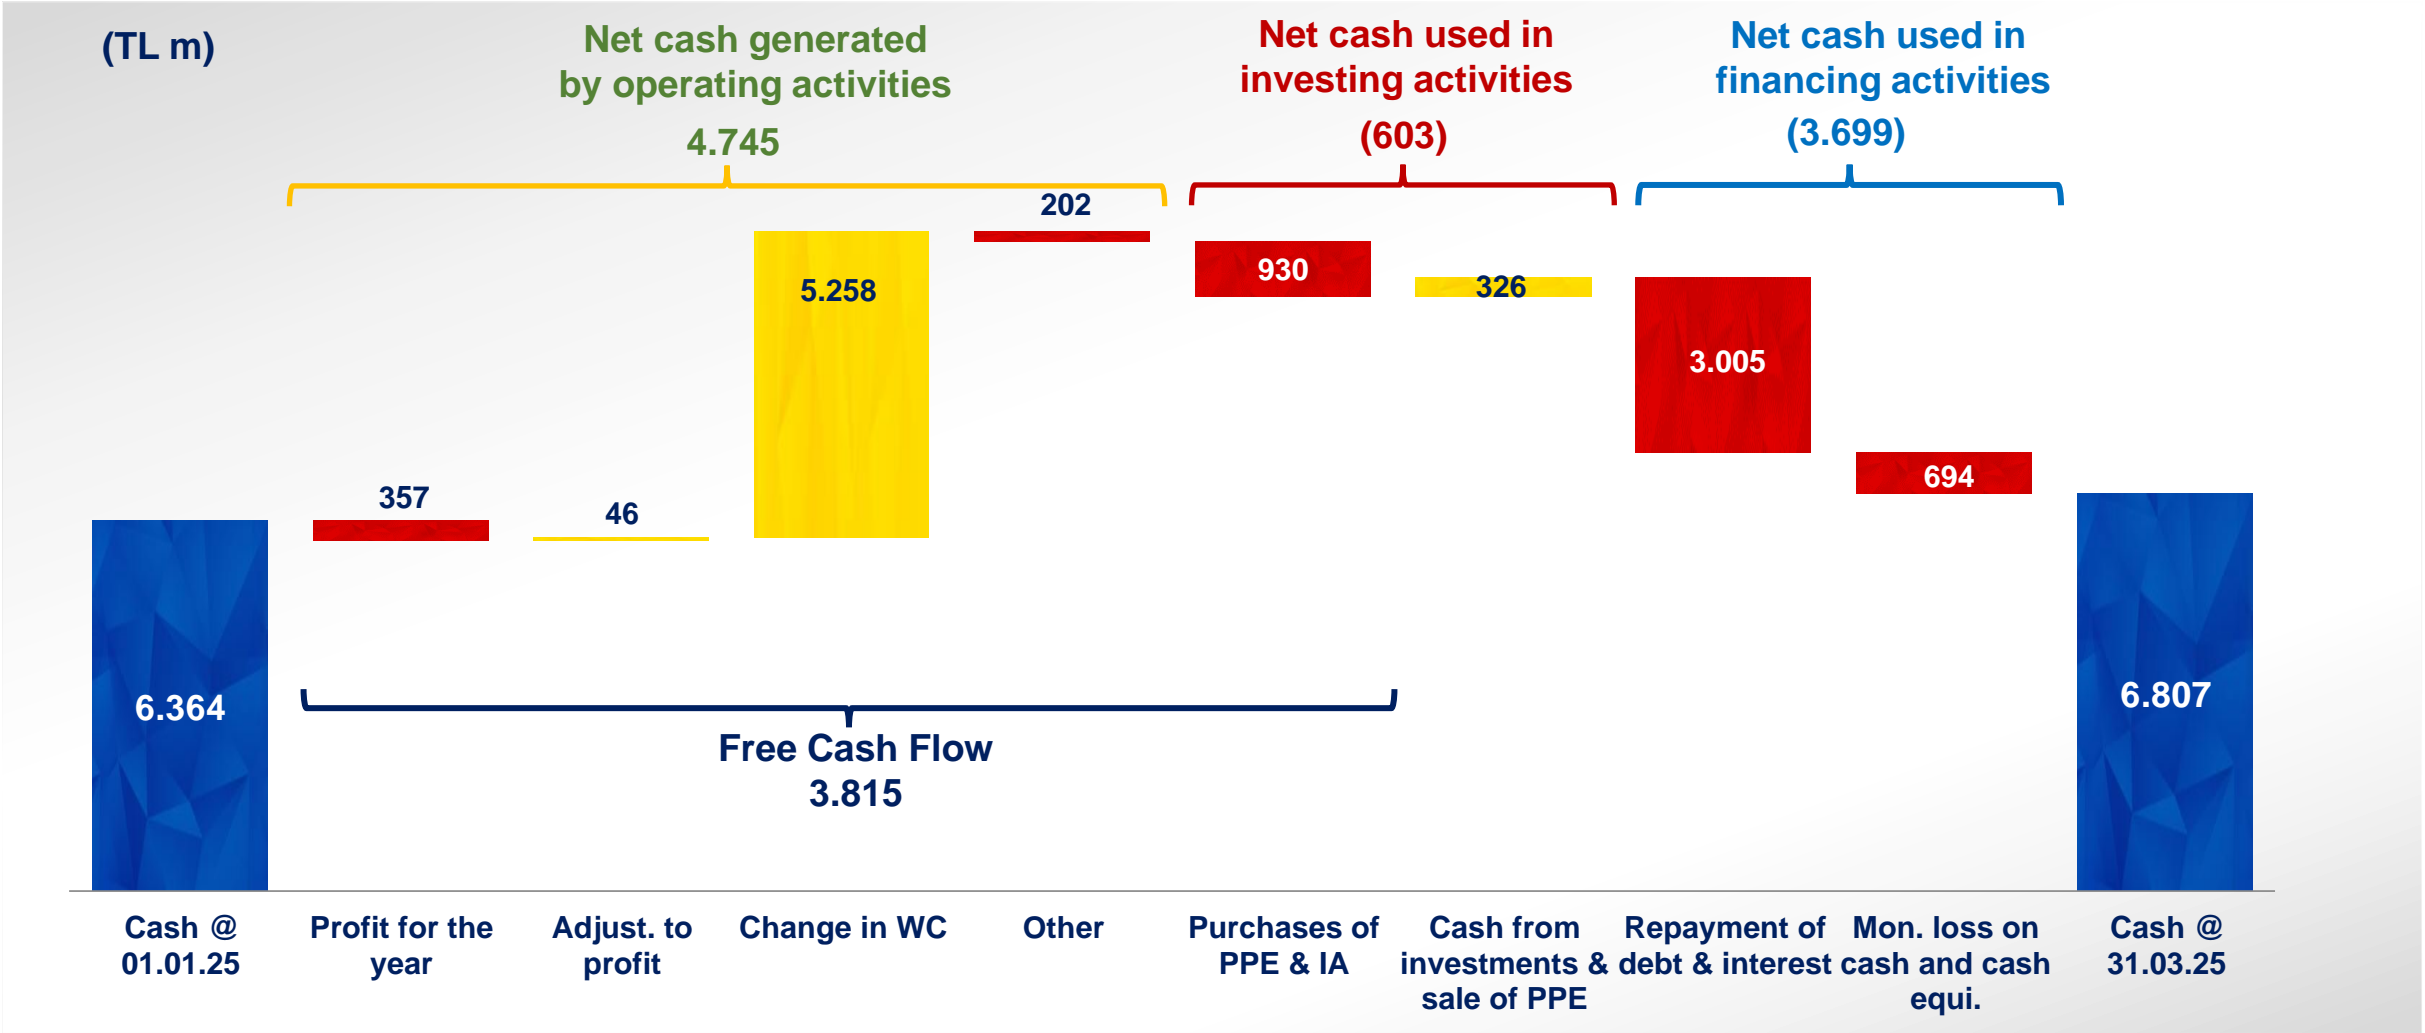 (TL m)
Net cash generated
by operating activities
4.745
Net cash used in
investing activities
(603)
Net cash used in
financing activities
(3.699)
202
5.258
930
326
3.005
357
46
694
6.364
6.807
Free Cash Flow
3.815
Cash @
01.01.25
Profit for the
year
Adjust. to
profit
Change in WC
Other
Purchases of
PPE & IA
Cash from
investments &
sale of PPE
Repayment of
debt & interest
Mon. loss on
cash and cash
equi.
Cash @
31.03.25